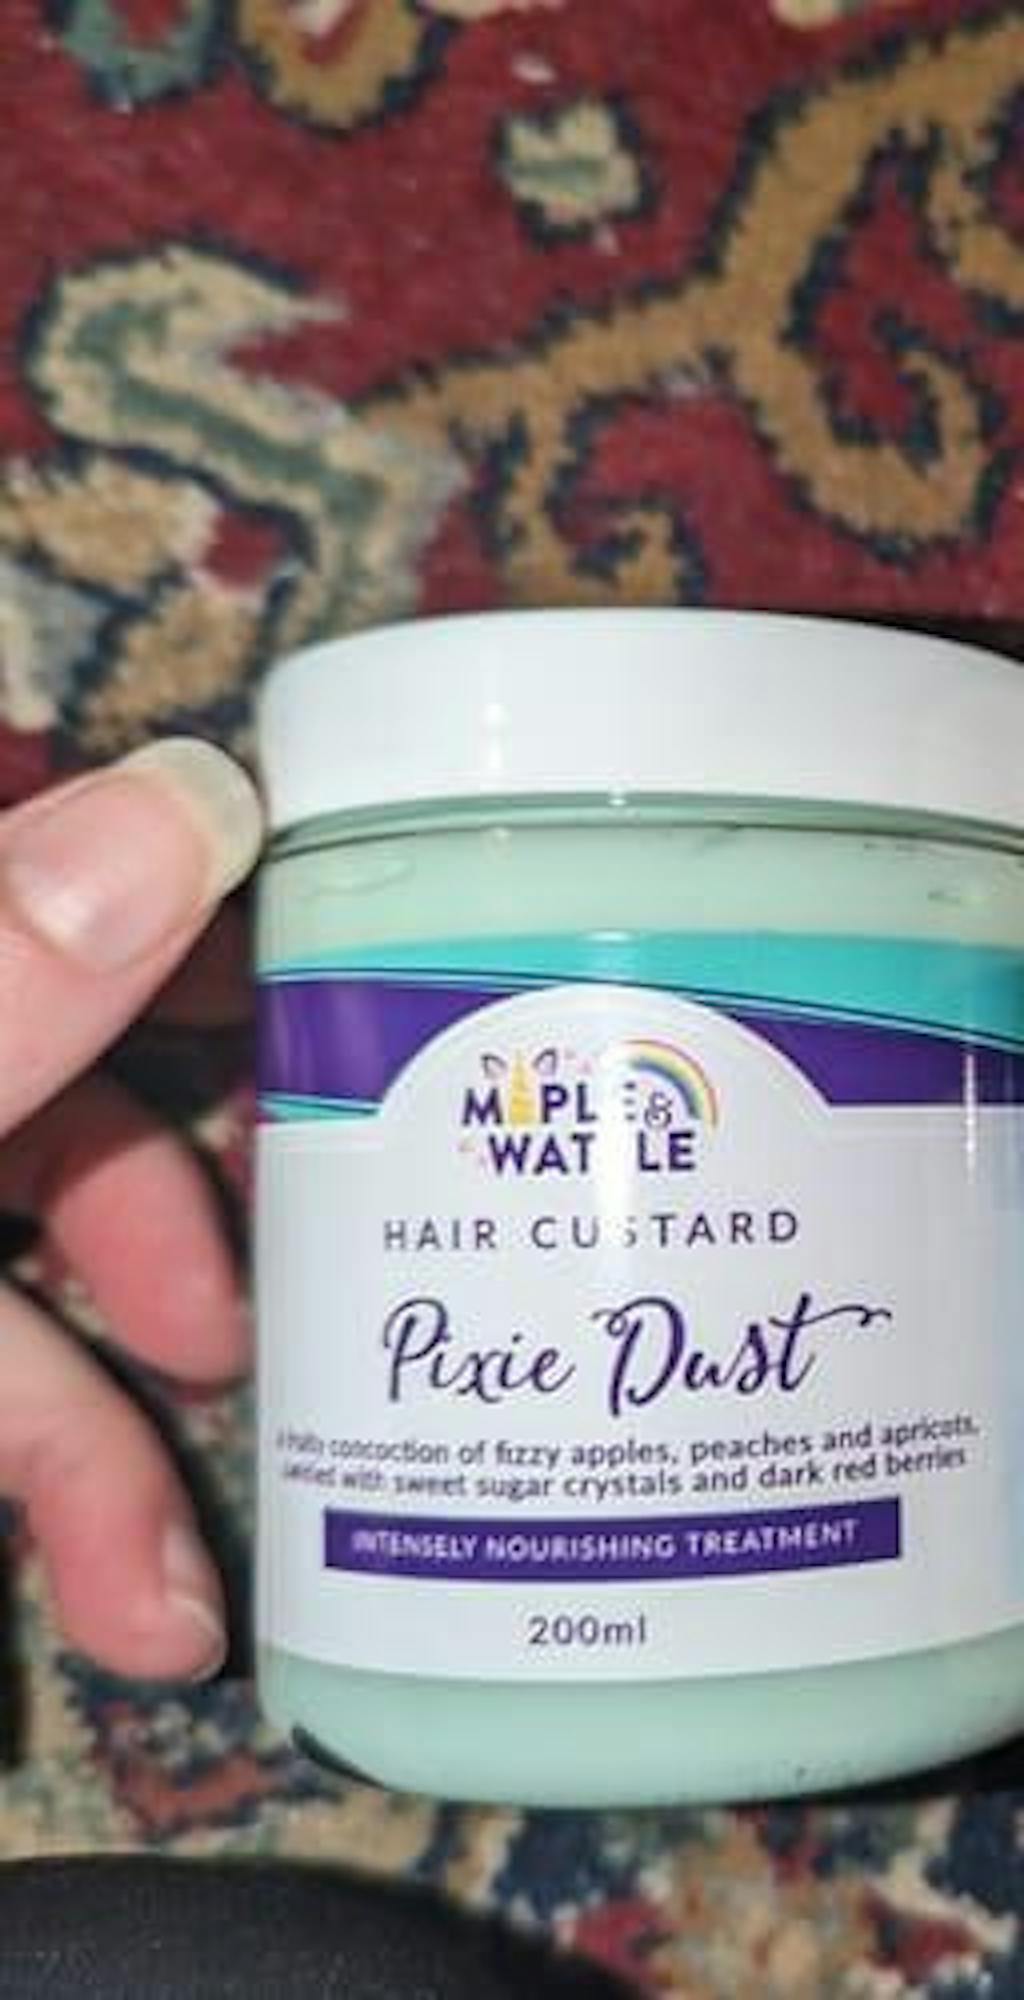 MAPLE &
WATTLE
HAIR CUSTARD
Pixie Dust
concoction of fizzy apples, peaches and apricots,
with sweet sugar crystals and dark red berries
INTENSELY NOURISHING TREATMENT
200ml